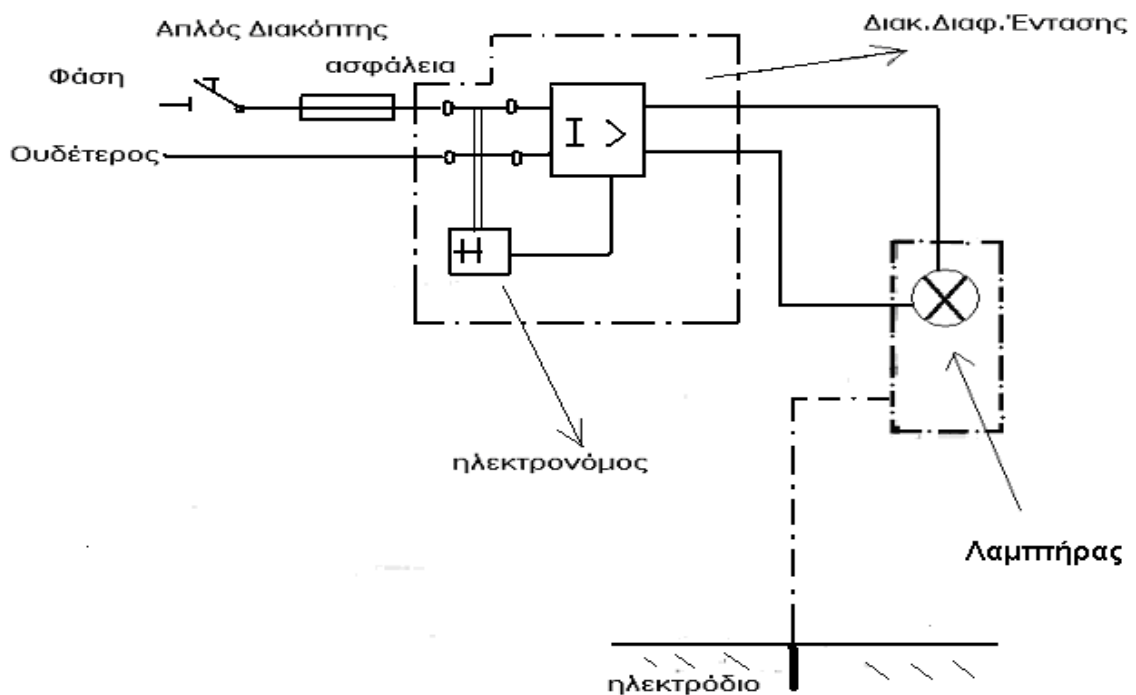 Απλός Διακόπτης
Διακ.Διαφ.Έντασης
Φάση
ασφάλεια
Ουδέτερος
I >
ηλεκτρονόμος
Λαμπτήρας
ηλεκτρόδιο